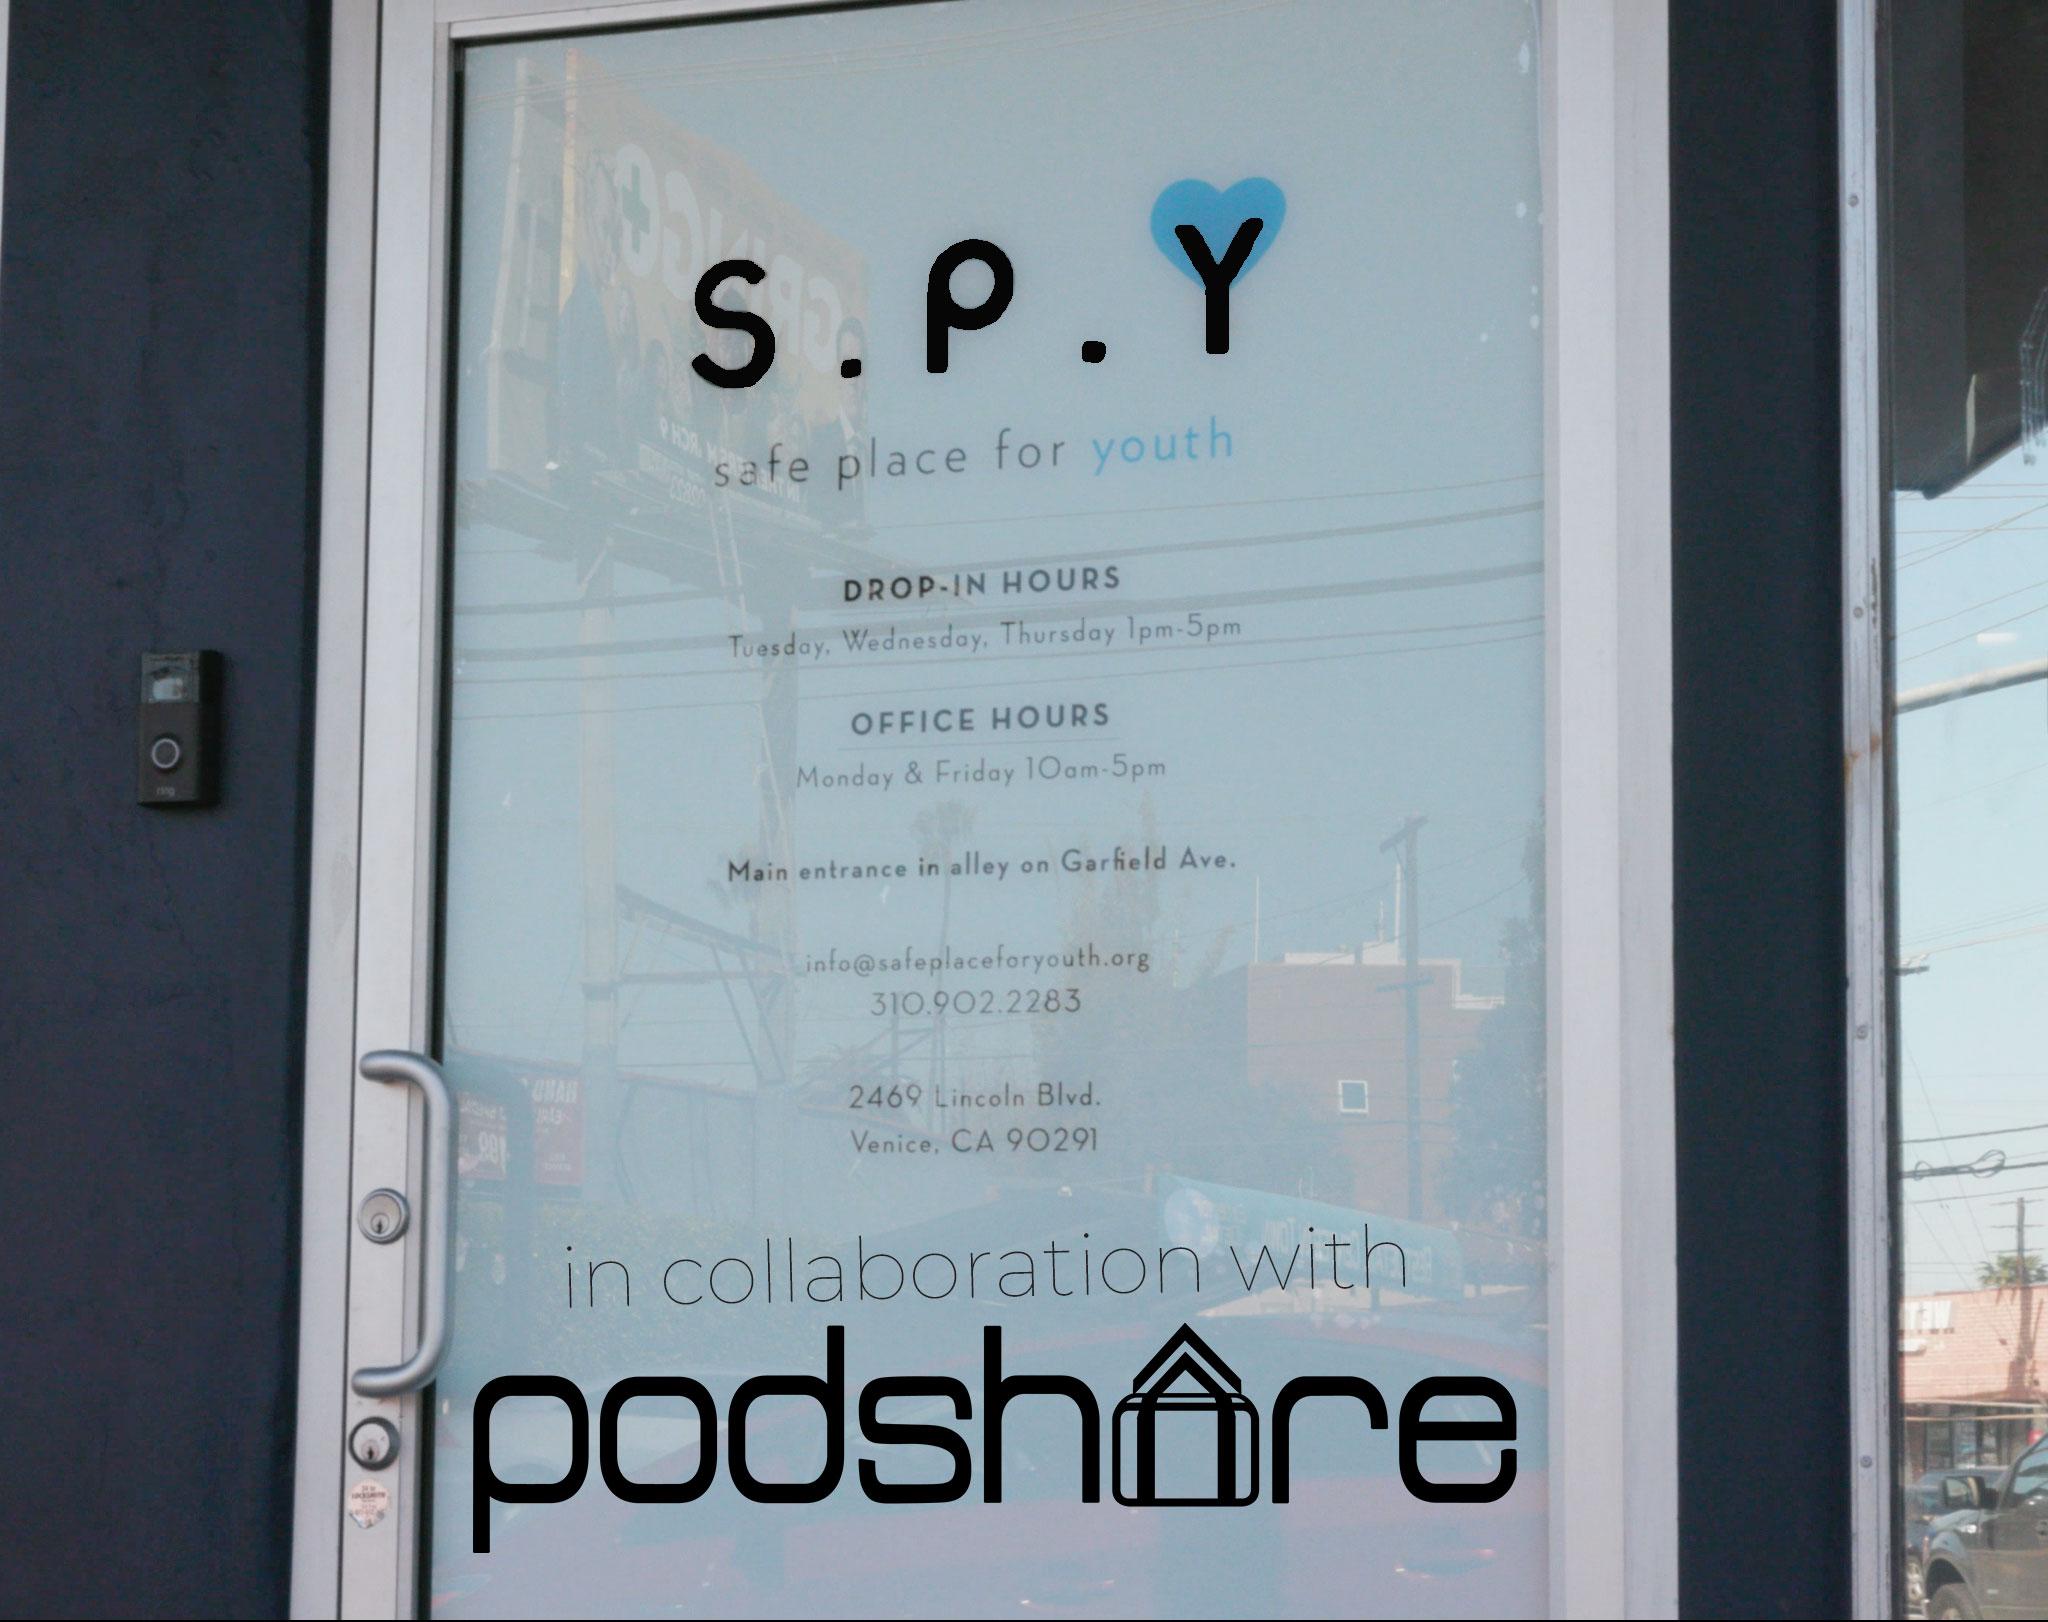 s.p.Y
safe place for youth
DROP-IN HOURS
Tuesday, Wednesday, Thursday 1pm-5pm
OFFICE HOURS
Monday & Friday 10am-5pm
Main entrance in alley on Garfield Ave.
info@safeplaceforyouth.org
310.902.2283
2469 Lincoln Blvd.
Venice, CA 90291
in collaboration with
podshare
ring